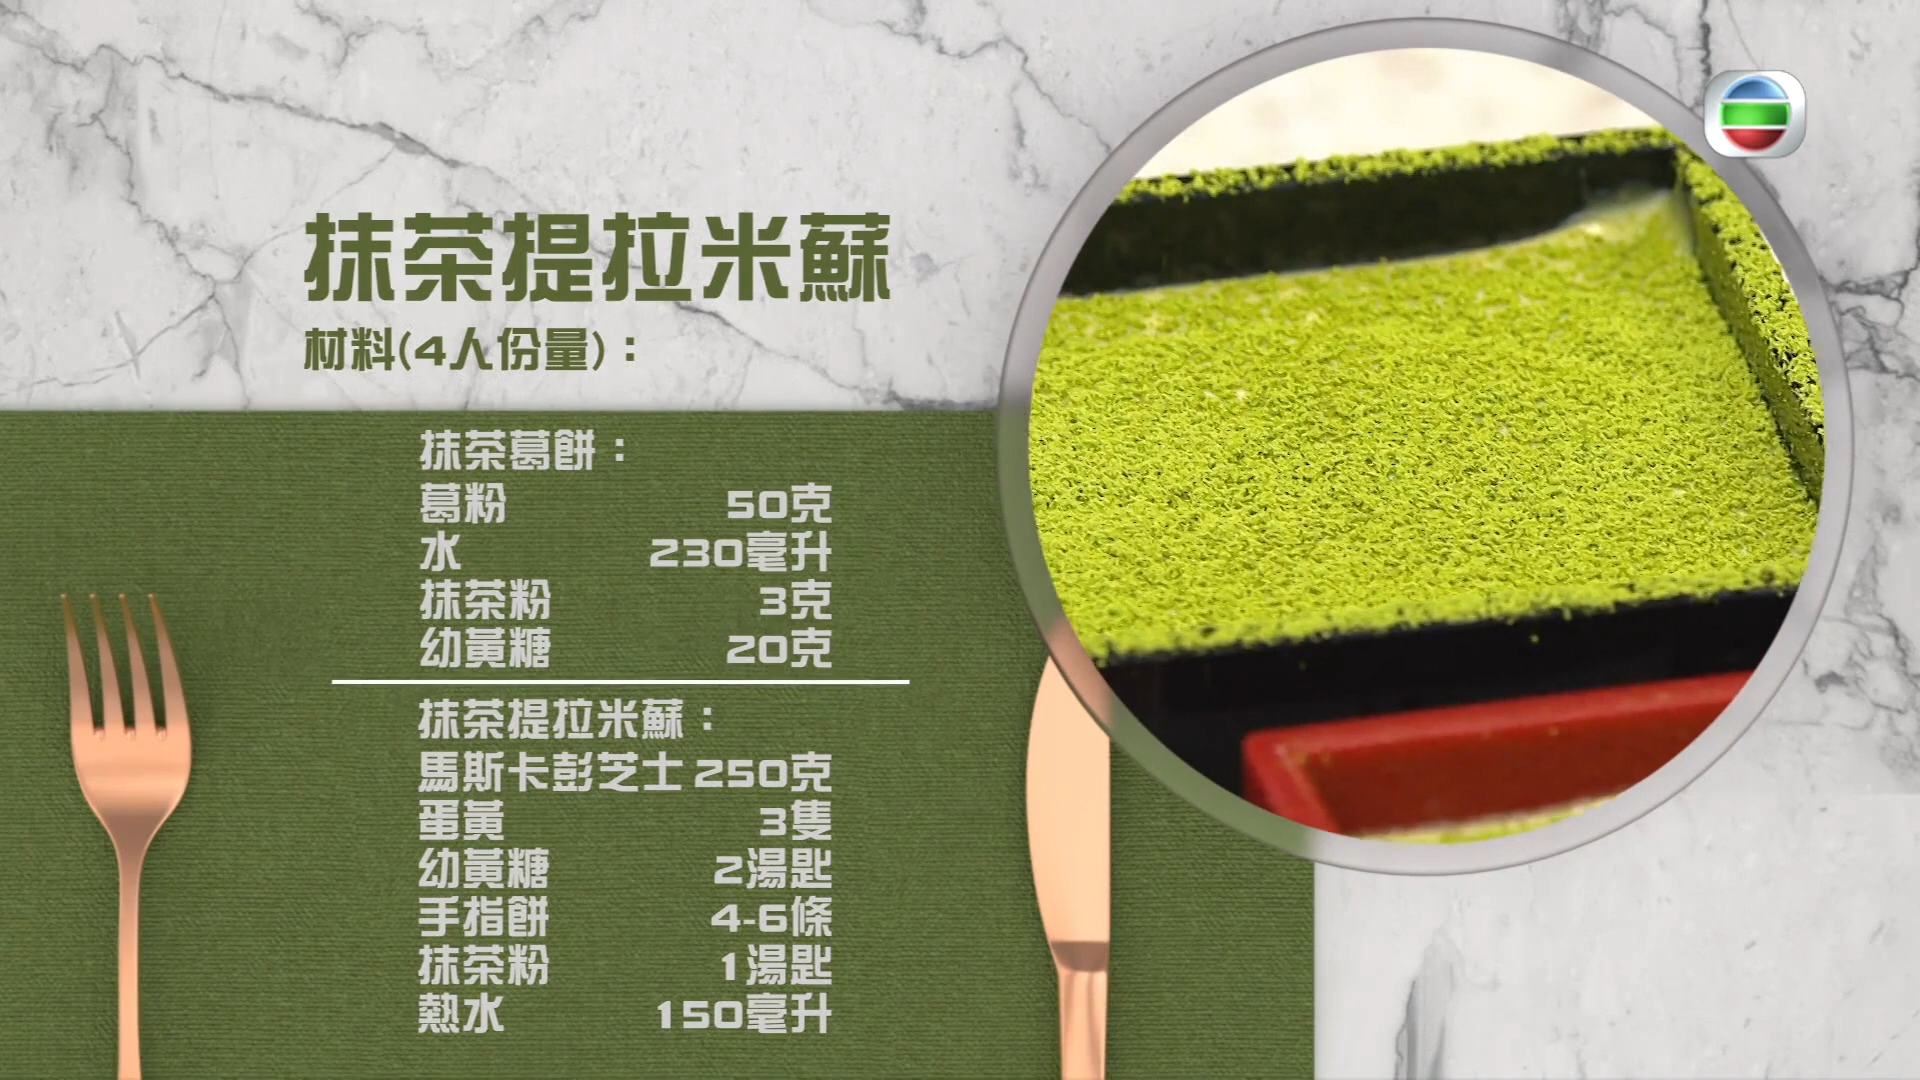 抹茶提拉米蘇
材料(4人份量)：
抹茶葛餅：
葛粉 50克
水 230毫升
抹茶粉 3克
幼黃糖 20克
抹茶提拉米蘇：
馬斯卡彭芝士 250克
蛋黃 3隻
幼黃糖 2湯匙
手指餅 4-6條
抹茶粉 1湯匙
熱水 150毫升